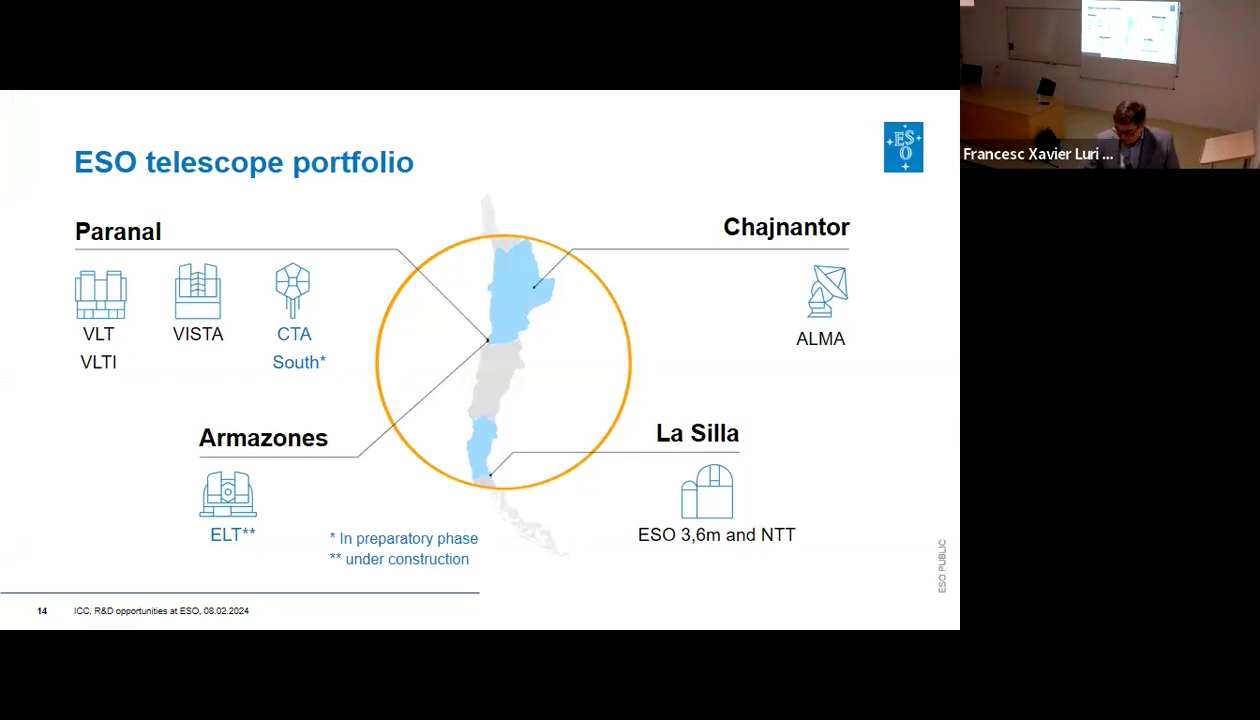 ESO telescope portfolio
ESO
Paranal
Chajnantor
VLT
VLTI
VISTA
CTA
South*
ALMA
Armazones
La Silla
ELT**
ESO 3,6m and NTT
* In preparatory phase
** under construction
ESO PUBLIC
14
ICC, R&D opportunities at ESO, 08.02.2024
Francesc Xavier Luri ...